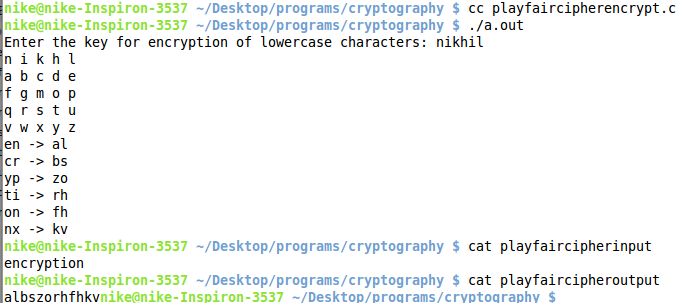 nike@nike-Inspiron-3537 ~/Desktop/programs/cryptography $ cc playfaircipherencrypt.c
nike@nike-Inspiron-3537 ~/Desktop/programs/cryptography $ ./a.out
Enter the key for encryption of lowercase characters: nikhil
n i k h l
a b c d e
f g m o p
q r s t u
v w x y z
en -> al
cr -> bs
yp -> zo
ti -> rh
on -> fh
nx -> kv
nike@nike-Inspiron-3537 ~/Desktop/programs/cryptography $ cat playfaircipherinput
encryption
nike@nike-Inspiron-3537 ~/Desktop/programs/cryptography $ cat playfaircipheroutput
albszorhfhkvnike@nike-Inspiron-3537 ~/Desktop/programs/cryptography $